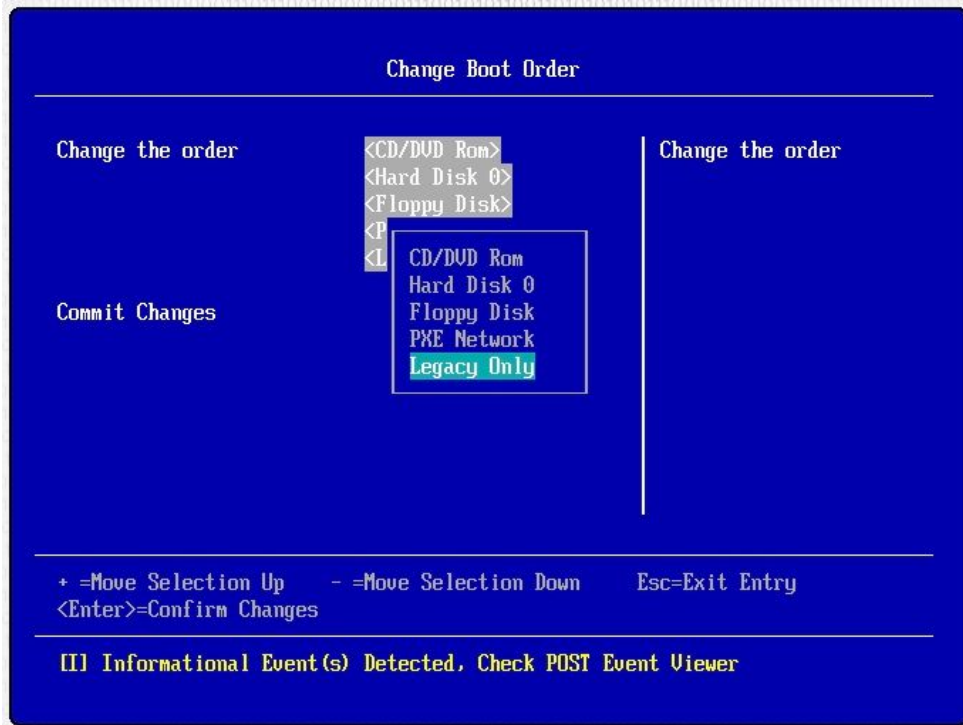 Change Boot Order
Change the order
<CD/DVD Rom>
<Hard Disk 0>
<Floppy Disk>
<P
<L
CD/DVD Rom
Hard Disk 0
Floppy Disk
PXE Network
Legacy Only
Commit Changes
Change the order
+ =Move Selection Up - =Move Selection Down Esc=Exit Entry
<Enter>=Confirm Changes
[I] Informational Event(s) Detected, Check POST Event Viewer